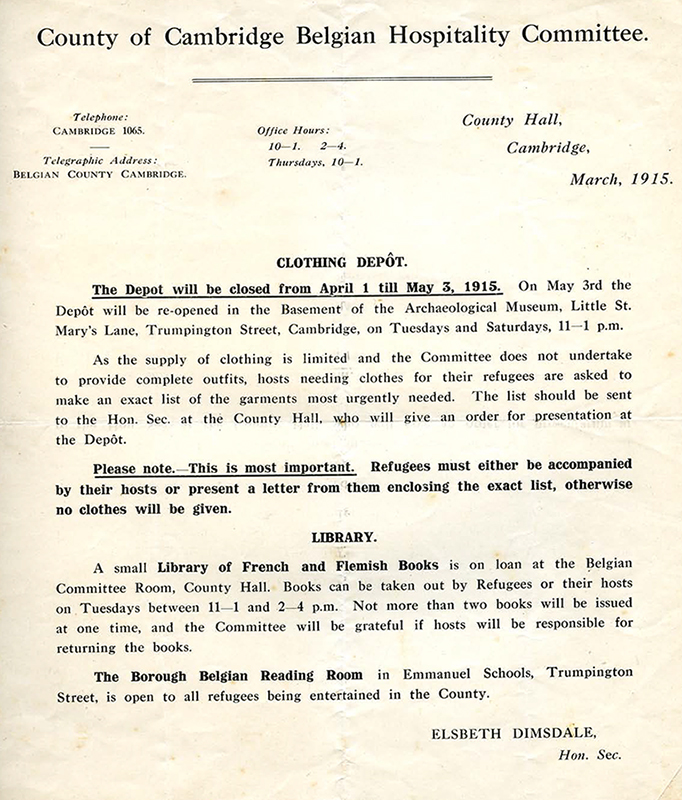 County of Cambridge Belgian Hospitality Committee.
Telephone:
CAMBRIDGE 1065.
Telegraphic Address:
BELGIAN COUNTY CAMBRIDGE.
Office Hours:
10—1. 2—4.
Thursdays, 10—1.
County Hall,
Cambridge,
March, 1915.
CLOTHING DEPÔT.
The Depot will be closed from April 1 till May 3, 1915. On May 3rd the
Depôt will be re-opened in the Basement of the Archaeological Museum, Little St.
Mary's Lane, Trumpington Street, Cambridge, on Tuesdays and Saturdays, 11—1 p.m.
As the supply of clothing is limited and the Committee does not undertake
to provide complete outfits, hosts needing clothes for their refugees are asked to
make an exact list of the garments most urgently needed. The list should be sent
to the Hon. Sec. at the County Hall, who will give an order for presentation at
the Depôt.
Please note.—This is most important. Refugees must either be accompanied
by their hosts or present a letter from them enclosing the exact list, otherwise
no clothes will be given.
LIBRARY.
A small Library of French and Flemish Books is on loan at the Belgian
Committee Room, County Hall. Books can be taken out by Refugees or their hosts
on Tuesdays between 11—1 and 2—4 p.m. Not more than two books will be issued
at one time, and the Committee will be grateful if hosts will be responsible for
returning the books.
The Borough Belgian Reading Room in Emmanuel Schools, Trumpington
Street, is open to all refugees being entertained in the County.
ELSBETH DIMSDALE,
Hon. Sec.